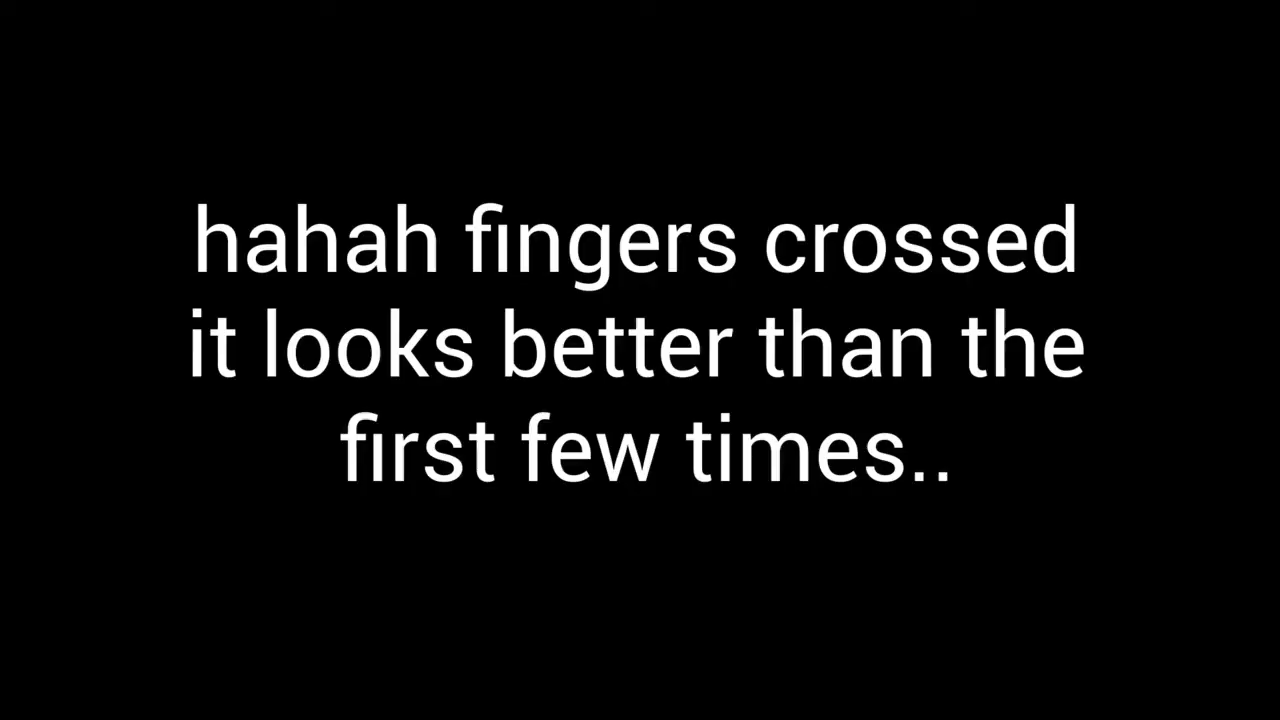 hahah fingers crossed
it looks better than the
first few times..